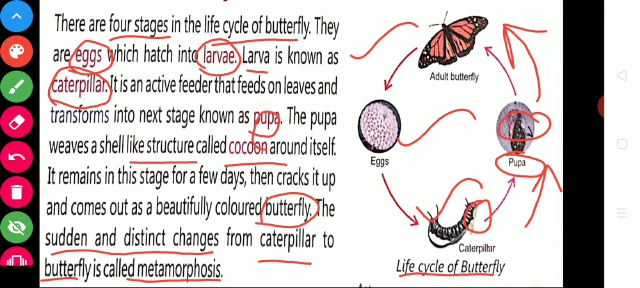 There are four stages in the life cycle of butterfly. They
are eggs which hatch into larvae. Larva is known as
caterpillar. It is an active feeder that feeds on leaves and
transforms into next stage known as pupa. The pupa
weaves a shell like structure called cocoon around itself.
It remains in this stage for a few days, then cracks it up
and comes out as a beautifully coloured butterfly. The
sudden and distinct changes from caterpillar to
butterfly is called metamorphosis.
Adult butterfly
Eggs
Pupa
Caterpillar
Life cycle of Butterfly